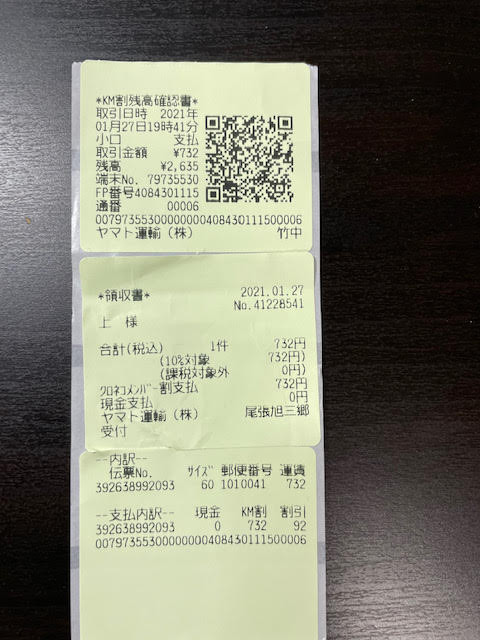 *KM割残高確認書*
取引日時 2021年
01月27日19時41分
小口 支払
取引金額 ¥732
残高 ¥2,635
端末No. 79735530
FP番号4084301115
通番 00006
0079735530000000408430111500006
ヤマト運輸(株) 竹中
*領収書* 2021.01.27
No.41228541
上 様
合計(税込) 1件 732円
(10%対象 732円)
(課税対象外 0円)
クロネコメンバー割支払 732円
現金支払 0円
ヤマト運輸(株) 尾張旭三郷
受付
--内訳--
伝票No. サイズ 郵便番号 運賃
392638992093 60 1010041 732
--支払内訳-- 現金 KM割 割引
392638992093 0 732 92
0079735530000000408430111500006